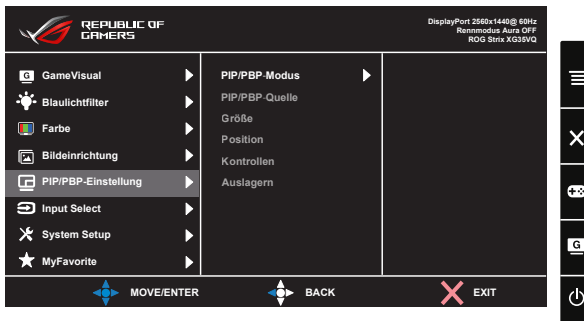 REPUBLIC OF
GAMERS
DisplayPort 2560x1440@ 60Hz
Rennmodus Aura OFF
ROG Strix XG35VQ
G GameVisual
Blaulichtfilter
Farbe
Bildeinrichtung
PIP/PBP-Einstellung
Input Select
System Setup
MyFavorite
PIP/PBP-Modus
PIP/PBP-Quelle
Größe
Position
Kontrollen
Auslagern
MOVE/ENTER
BACK
EXIT
G